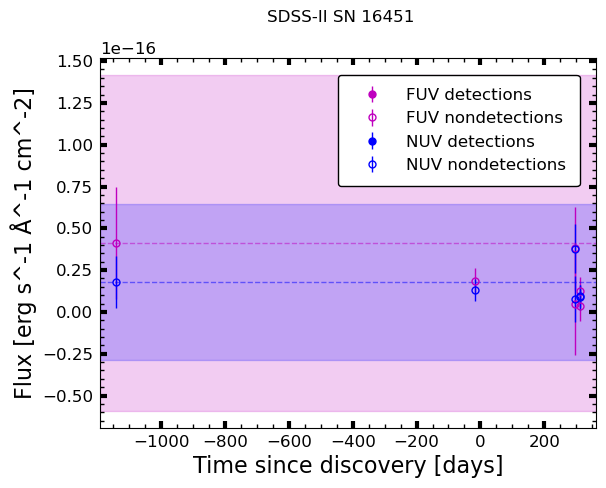 SDSS-II SN 16451
1e−16
1.50
1.25
1.00
0.75
0.50
0.25
0.00
−0.25
−0.50
Flux [erg s^-1 Å^-1 cm^-2]
FUV detections
FUV nondetections
NUV detections
NUV nondetections
−1000 −800 −600 −400 −200 0 200
Time since discovery [days]